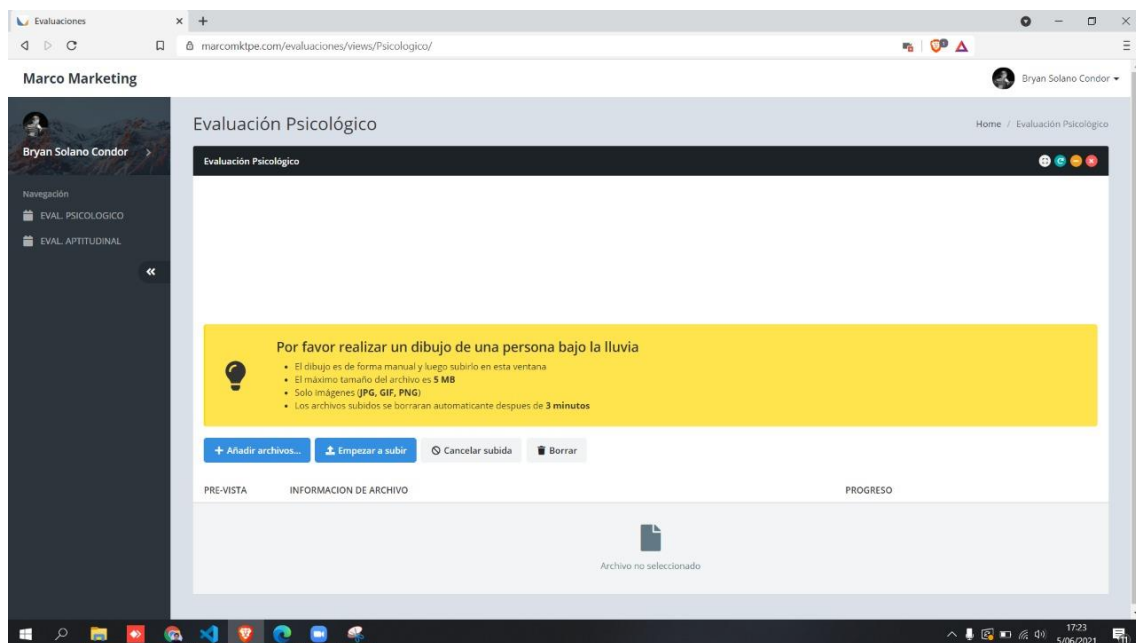 Evaluaciones
marcomktpe.com/evaluaciones/views/Psicologico/
Marco Marketing
Bryan Solano Condor
Bryan Solano Condor
Navegación
EVAL. PSICOLOGICO
EVAL. APTITUDINAL
Evaluación Psicológico
Home / Evaluación Psicológico
Evaluación Psicológico
Por favor realizar un dibujo de una persona bajo la lluvia
• El dibujo es de forma manual y luego subirlo en esta ventana
• El máximo tamaño del archivo es 5 MB
• Solo imágenes (JPG, GIF, PNG)
• Los archivos subidos se borraran automaticante despues de 3 minutos
+ Añadir archivos...
Empezar a subir
Cancelar subida
Borrar
PRE-VISTA
INFORMACION DE ARCHIVO
PROGRESO
Archivo no seleccionado
17:23
5/06/2021